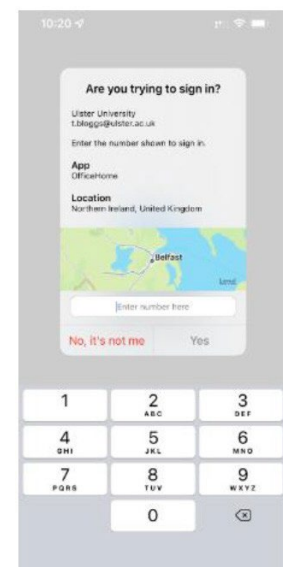 10:20
Are you trying to sign in?
Ulster University
t.bloggs@ulster.ac.uk
Enter the number shown to sign in.
App
OfficeHome
Location
Northern Ireland, United Kingdom
Belfast
Legal
Enter number here
No, it's not me Yes
1 2 3
ABC DEF
4 5 6
GHI JKL MNO
7 8 9
PQRS TUV WXYZ
0